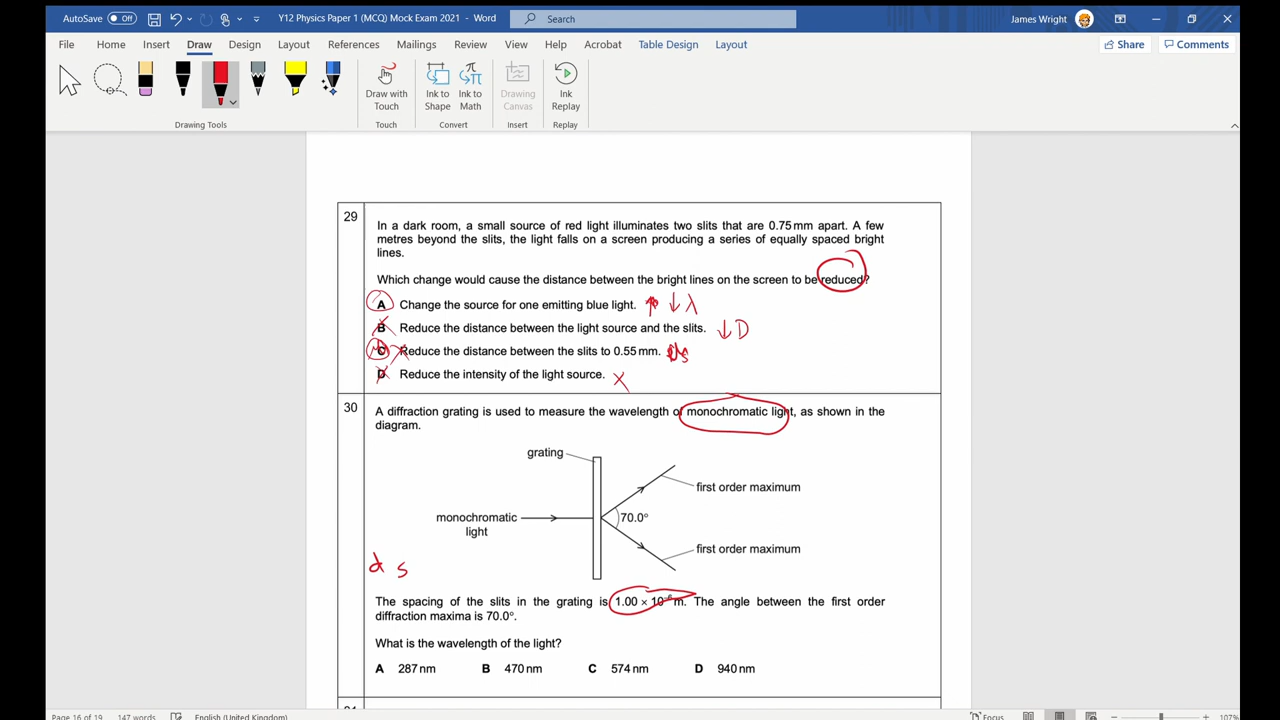 AutoSave Off Y12 Physics Paper 1 (MCQ) Mock Exam 2021 - Word Search James Wright
File Home Insert Draw Design Layout References Mailings Review View Help Acrobat Table Design Layout Share Comments
Draw with Touch Ink to Shape Ink to Math Drawing Canvas Ink Replay
Drawing Tools Touch Convert Insert Replay
29
In a dark room, a small source of red light illuminates two slits that are 0.75 mm apart. A few
metres beyond the slits, the light falls on a screen producing a series of equally spaced bright
lines.
Which change would cause the distance between the bright lines on the screen to be reduced?
A Change the source for one emitting blue light. ↓ λ
B Reduce the distance between the light source and the slits. ↓ D
C Reduce the distance between the slits to 0.55 mm.
D Reduce the intensity of the light source. X
30
A diffraction grating is used to measure the wavelength of monochromatic light, as shown in the
diagram.
grating
first order maximum
monochromatic light
70.0°
first order maximum
d s
The spacing of the slits in the grating is 1.00 × 10⁻⁶ m. The angle between the first order
diffraction maxima is 70.0°.
What is the wavelength of the light?
A 287 nm B 470 nm C 574 nm D 940 nm
Page 16 of 19 147 words English (United Kingdom) Focus 107%